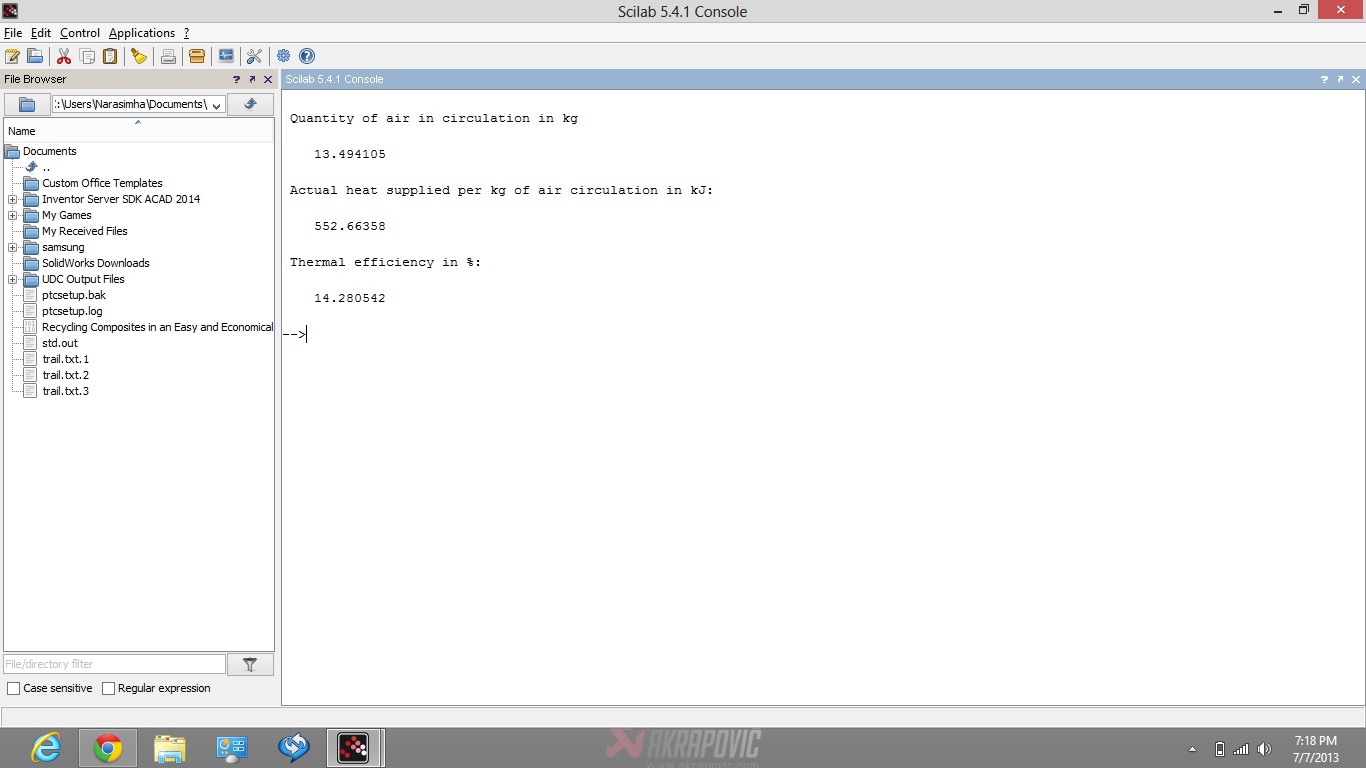 Scilab 5.4.1 Console
File Edit Control Applications ?
File Browser
Scilab 5.4.1 Console
:\Users\Narasimha\Documents\
Name
Documents
..
Custom Office Templates
Inventor Server SDK ACAD 2014
My Games
My Received Files
samsung
SolidWorks Downloads
UDC Output Files
ptcsetup.bak
ptcsetup.log
Recycling Composites in an Easy and Economical
std.out
trail.txt.1
trail.txt.2
trail.txt.3
File/directory filter
Case sensitive Regular expression
Quantity of air in circulation in kg
13.494105
Actual heat supplied per kg of air circulation in kJ:
552.66358
Thermal efficiency in %:
14.280542
-->
AKRAPOVIC
www.akrapovic.com
7:18 PM
7/7/2013